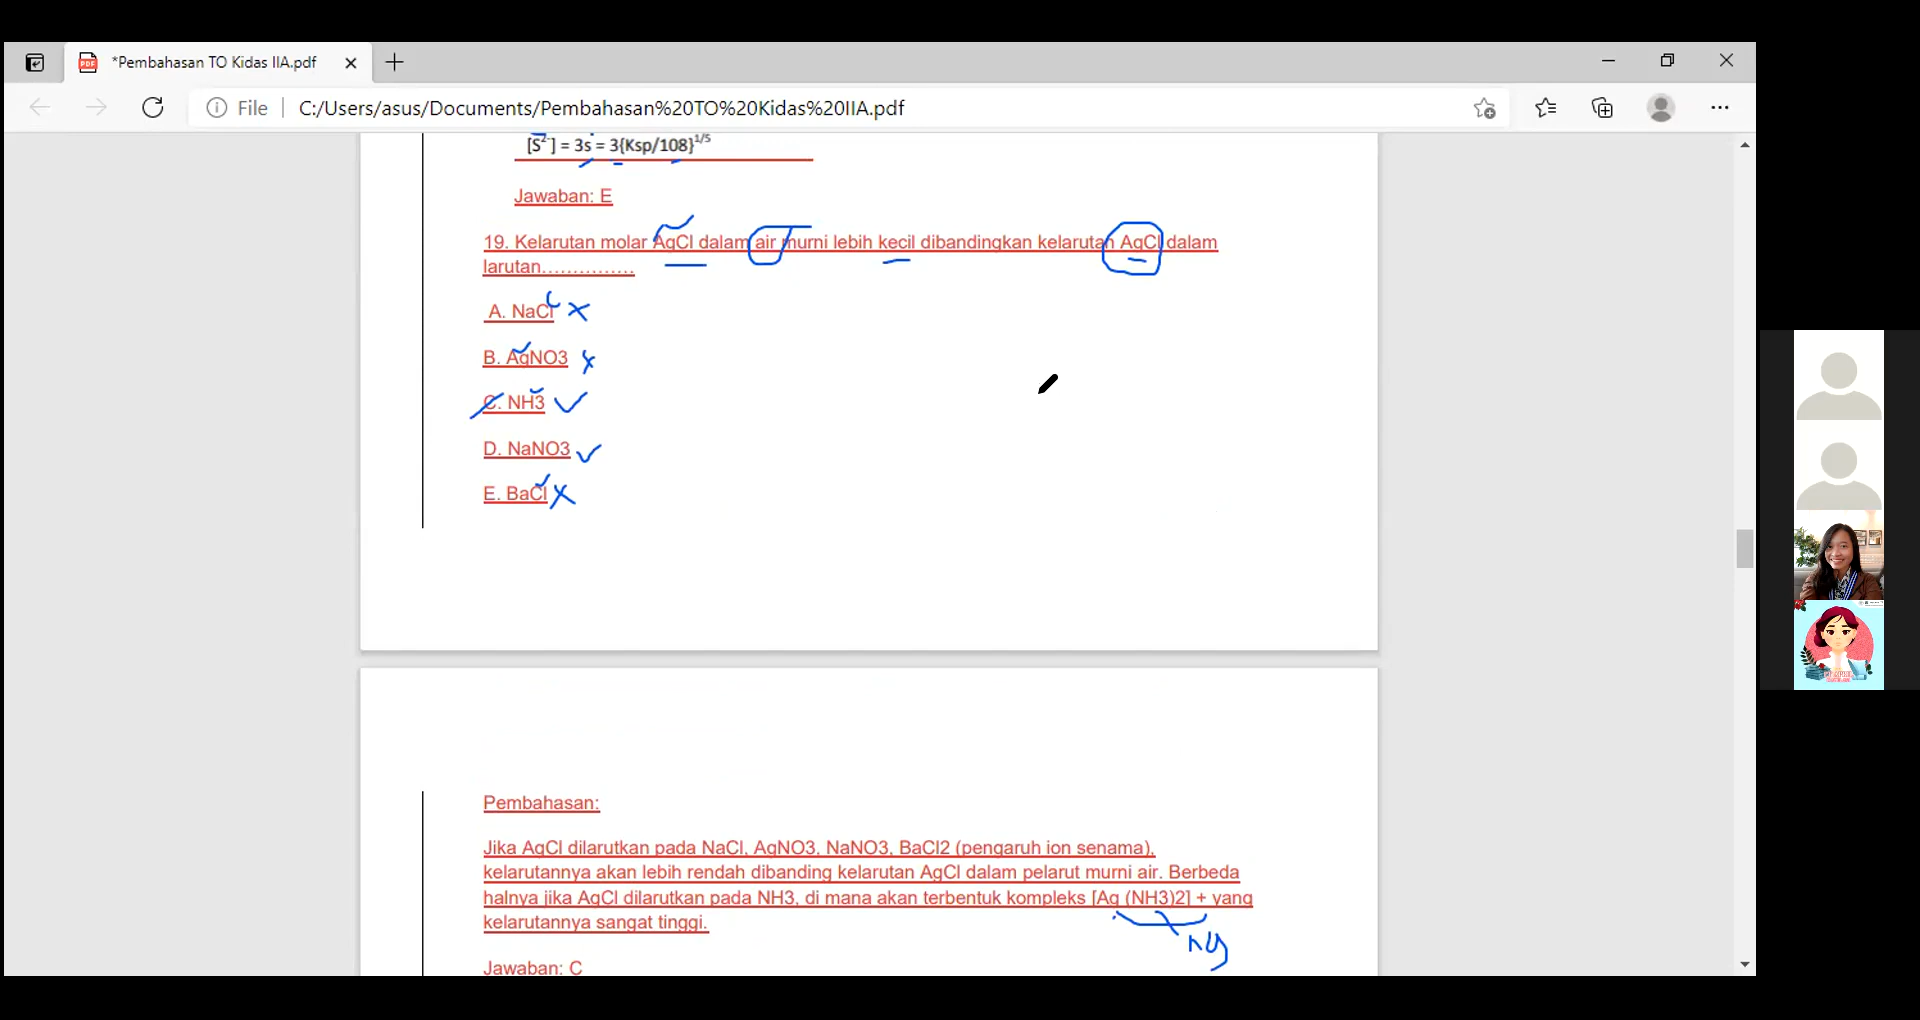 *Pembahasan TO Kidas IIA.pdf
File
C:/Users/asus/Documents/Pembahasan%20TO%20Kidas%20IIA.pdf
[S2-] = 3s = 3{Ksp/108}1/5
Jawaban: E
19. Kelarutan molar AgCl dalam air murni lebih kecil dibandingkan kelarutan AgCl dalam
larutan...............
A. NaCl
B. AgNO3
C. NH3
D. NaNO3
E. BaCl
Pembahasan:
Jika AgCl dilarutkan pada NaCl, AgNO3, NaNO3, BaCl2 (pengaruh ion senama),
kelarutannya akan lebih rendah dibanding kelarutan AgCl dalam pelarut murni air. Berbeda
halnya jika AgCl dilarutkan pada NH3, di mana akan terbentuk kompleks [Ag (NH3)2] + yang
kelarutannya sangat tinggi.
Jawaban: C